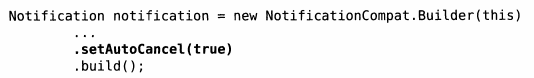 Notification notification = new NotificationCompat.Builder(this)
        ...
        .setAutoCancel(true)
        .build();